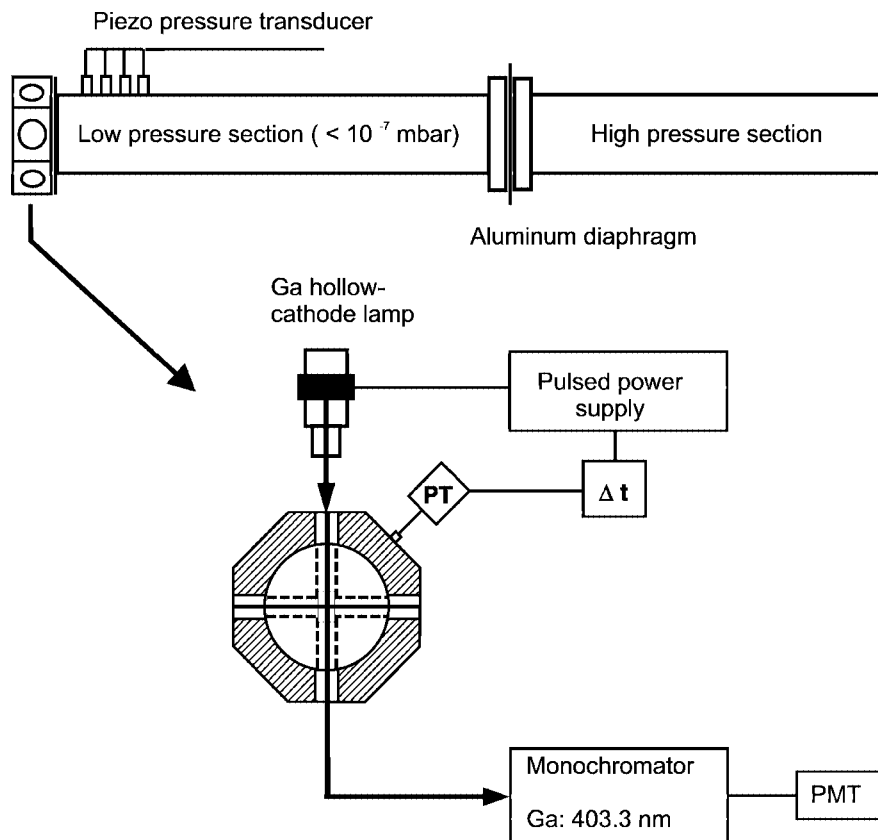 Piezo pressure transducer
Low pressure section ( < 10 ⁻⁷ mbar)
High pressure section
Aluminum diaphragm
Ga hollow-
cathode lamp
Pulsed power
supply
PT
Δ t
Monochromator
Ga: 403.3 nm
PMT